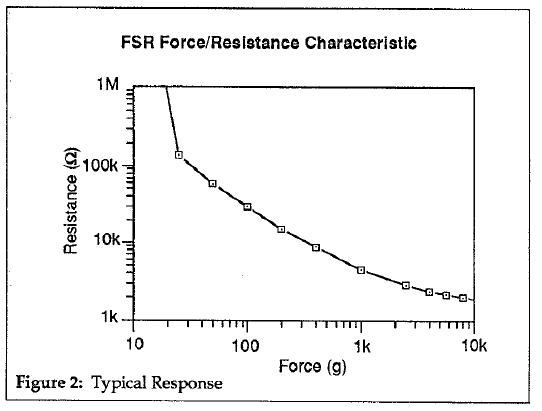 FSR Force/Resistance Characteristic
1M
100k
10k
1k
Resistance (Ω)
10
100
1k
10k
Force (g)
Figure 2: Typical Response